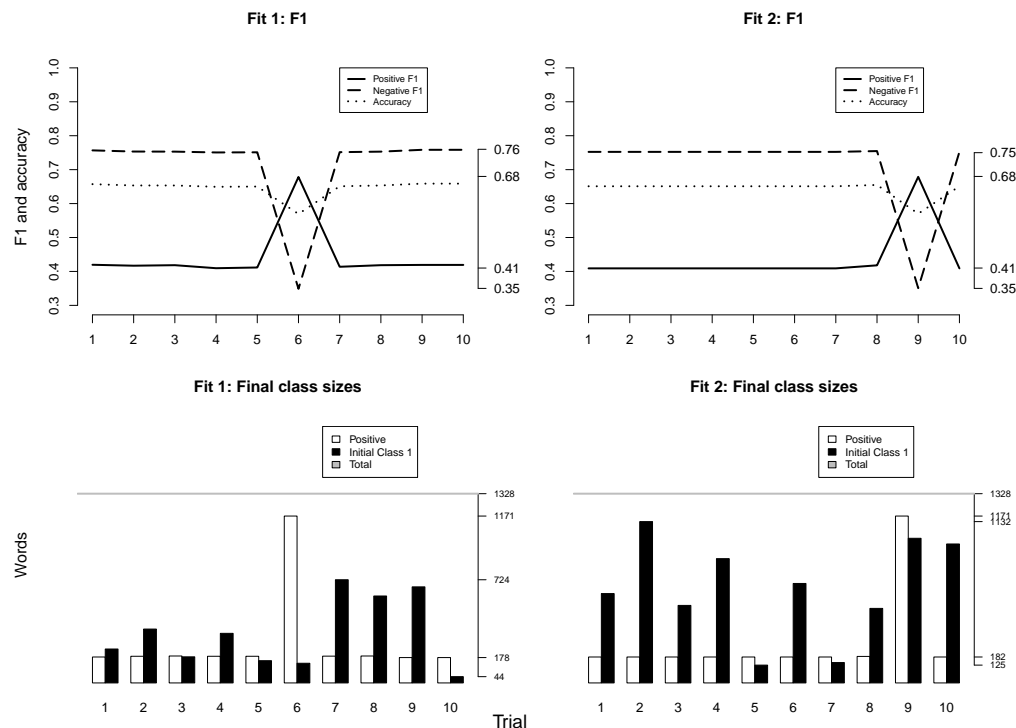 Fit 1: F1
Positive F1
Negative F1
Accuracy
F1 and accuracy
1.0
0.9
0.8
0.7
0.6
0.5
0.4
0.3
0.76
0.68
0.41
0.35
1 2 3 4 5 6 7 8 9 10
Fit 2: F1
Positive F1
Negative F1
Accuracy
1.0
0.9
0.8
0.7
0.6
0.5
0.4
0.3
0.75
0.68
0.41
0.35
1 2 3 4 5 6 7 8 9 10
Fit 1: Final class sizes
Positive
Initial Class 1
Total
Words
1328
1171
724
178
44
1 2 3 4 5 6 7 8 9 10
Fit 2: Final class sizes
Positive
Initial Class 1
Total
1328
1171
1132
182
125
1 2 3 4 5 6 7 8 9 10
Trial